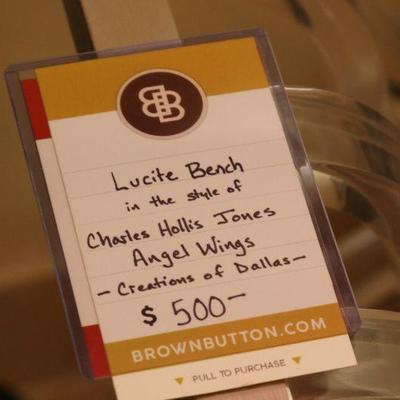 BB
Lucite Bench
in the style of
Charles Hollis Jones
Angel Wings
- Creations of Dallas -
$ 500-
BROWNBUTTON.COM
▼ PULL TO PURCHASE ▼